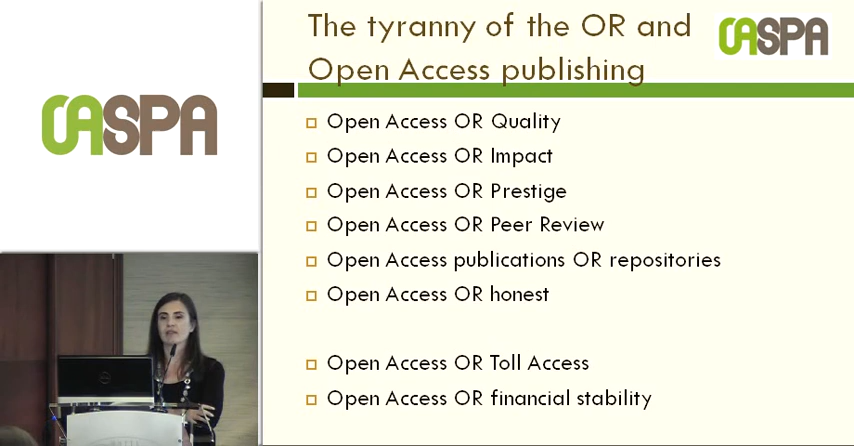 OASPA
The tyranny of the OR and
OASPA
Open Access publishing
Open Access OR Quality
Open Access OR Impact
Open Access OR Prestige
Open Access OR Peer Review
Open Access publications OR repositories
Open Access OR honest
Open Access OR Toll Access
Open Access OR financial stability